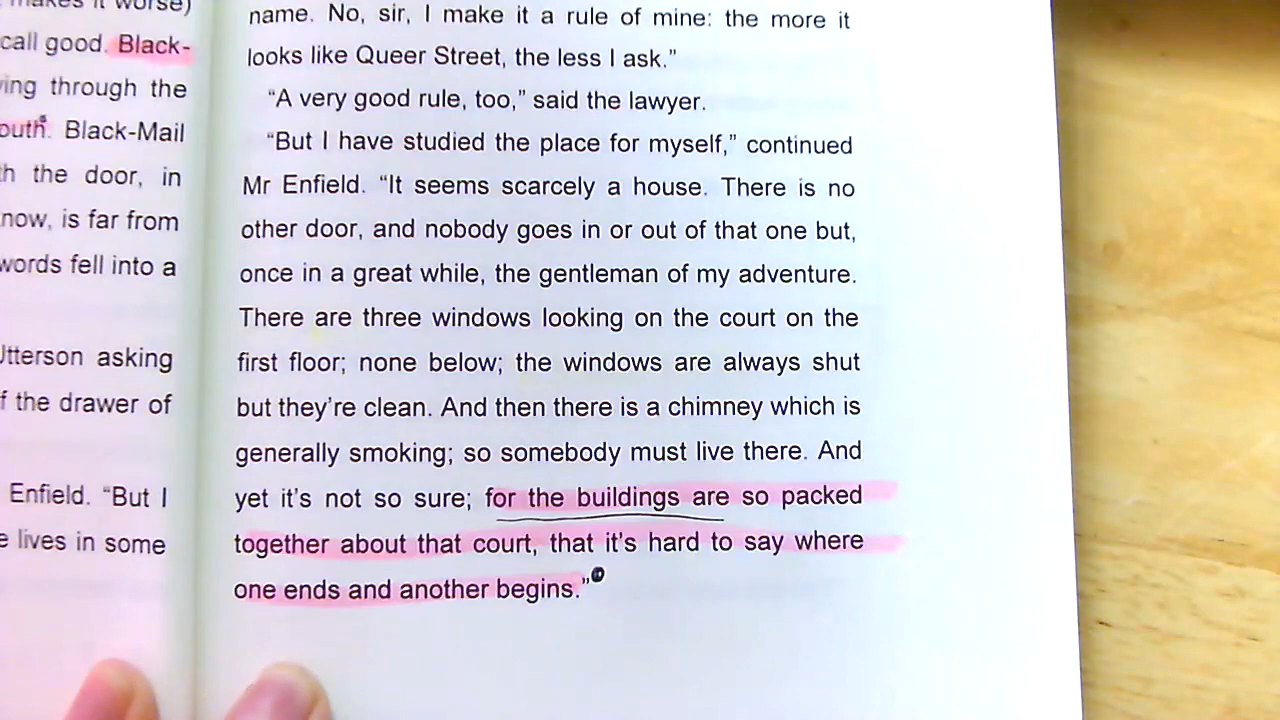 makes it worse)
call good. Black-
ing through the
outh. Black-Mail
h the door, in
now, is far from
words fell into a
Utterson asking
f the drawer of
Enfield. “But I
e lives in some
name. No, sir, I make it a rule of mine: the more it
looks like Queer Street, the less I ask.”
“A very good rule, too,” said the lawyer.
“But I have studied the place for myself,” continued
Mr Enfield. “It seems scarcely a house. There is no
other door, and nobody goes in or out of that one but,
once in a great while, the gentleman of my adventure.
There are three windows looking on the court on the
first floor; none below; the windows are always shut
but they’re clean. And then there is a chimney which is
generally smoking; so somebody must live there. And
yet it’s not so sure; for the buildings are so packed
together about that court, that it’s hard to say where
one ends and another begins.”